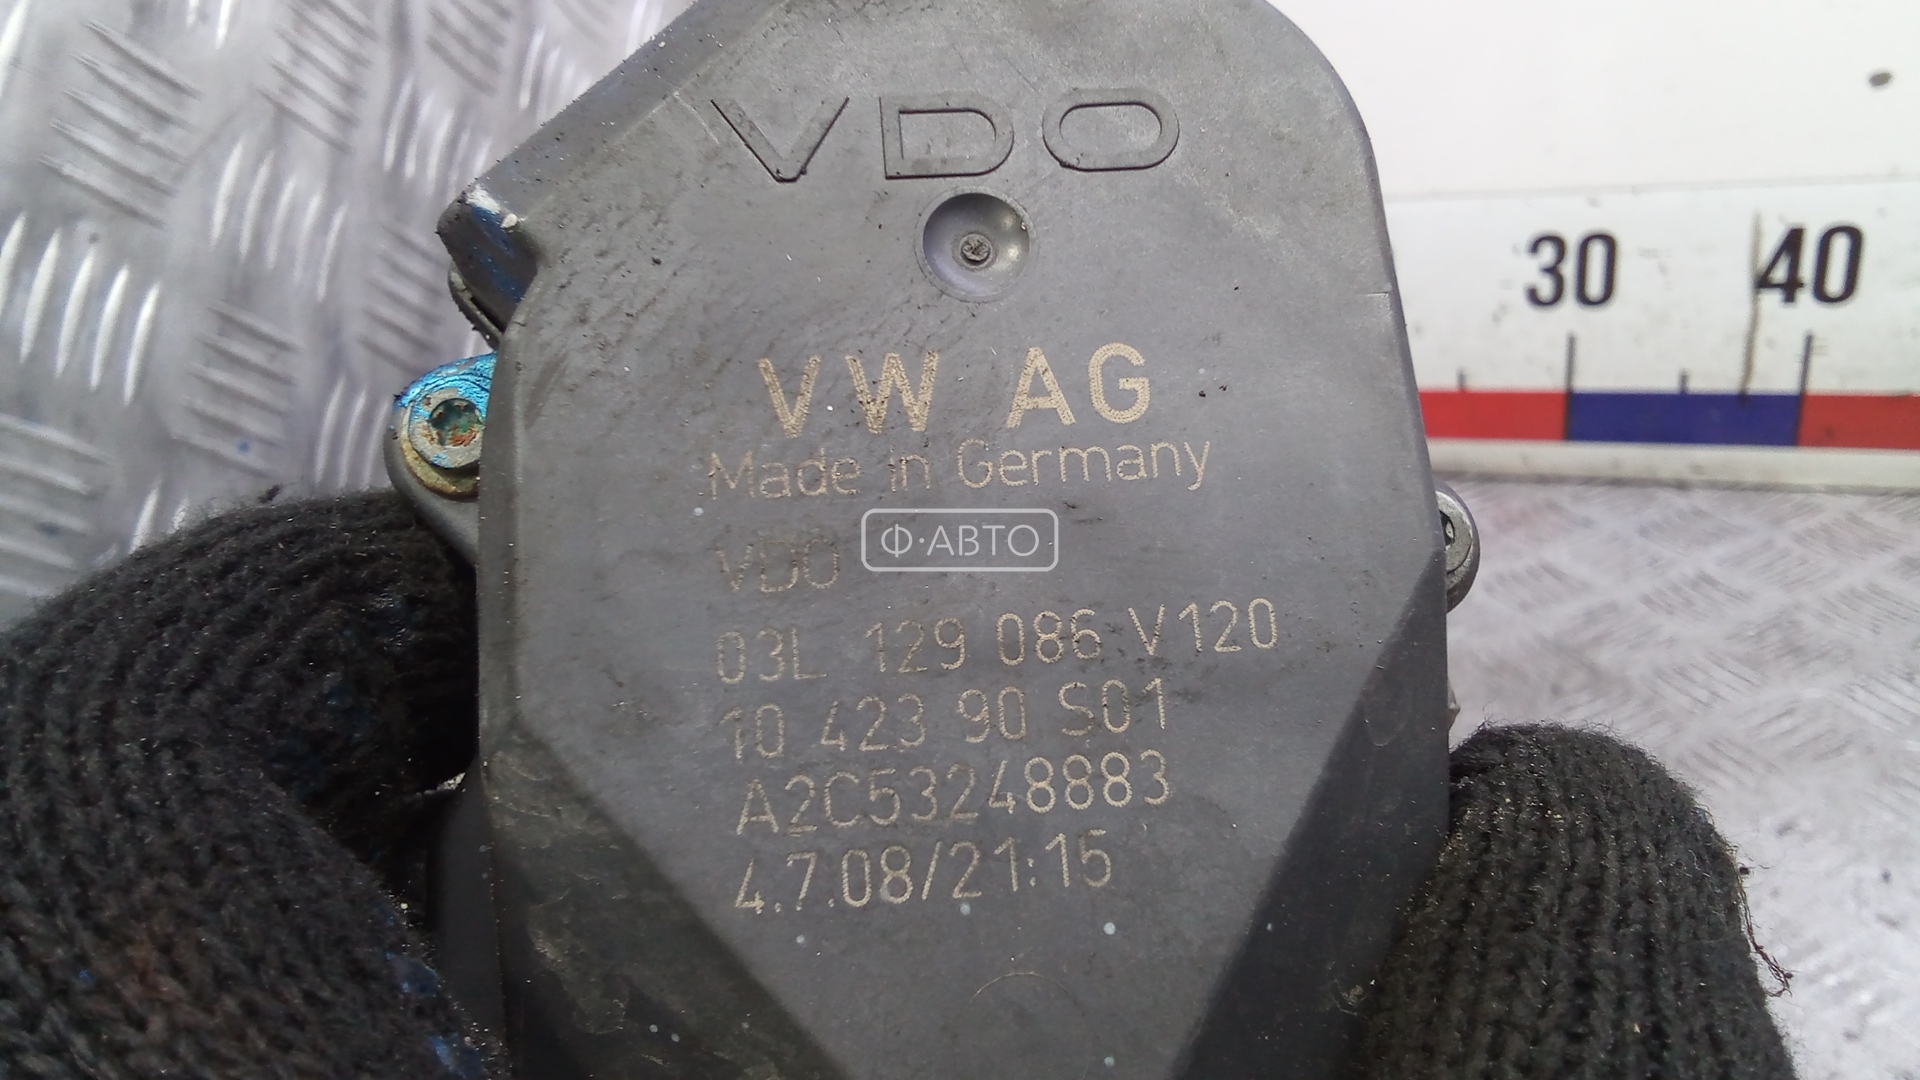 VDO
VW AG
Made in Germany
VDO
Ф·АВТО
03L 129 086 V120
10 423 90 S01
A2C53248883
4.7.08/21:15
30 40